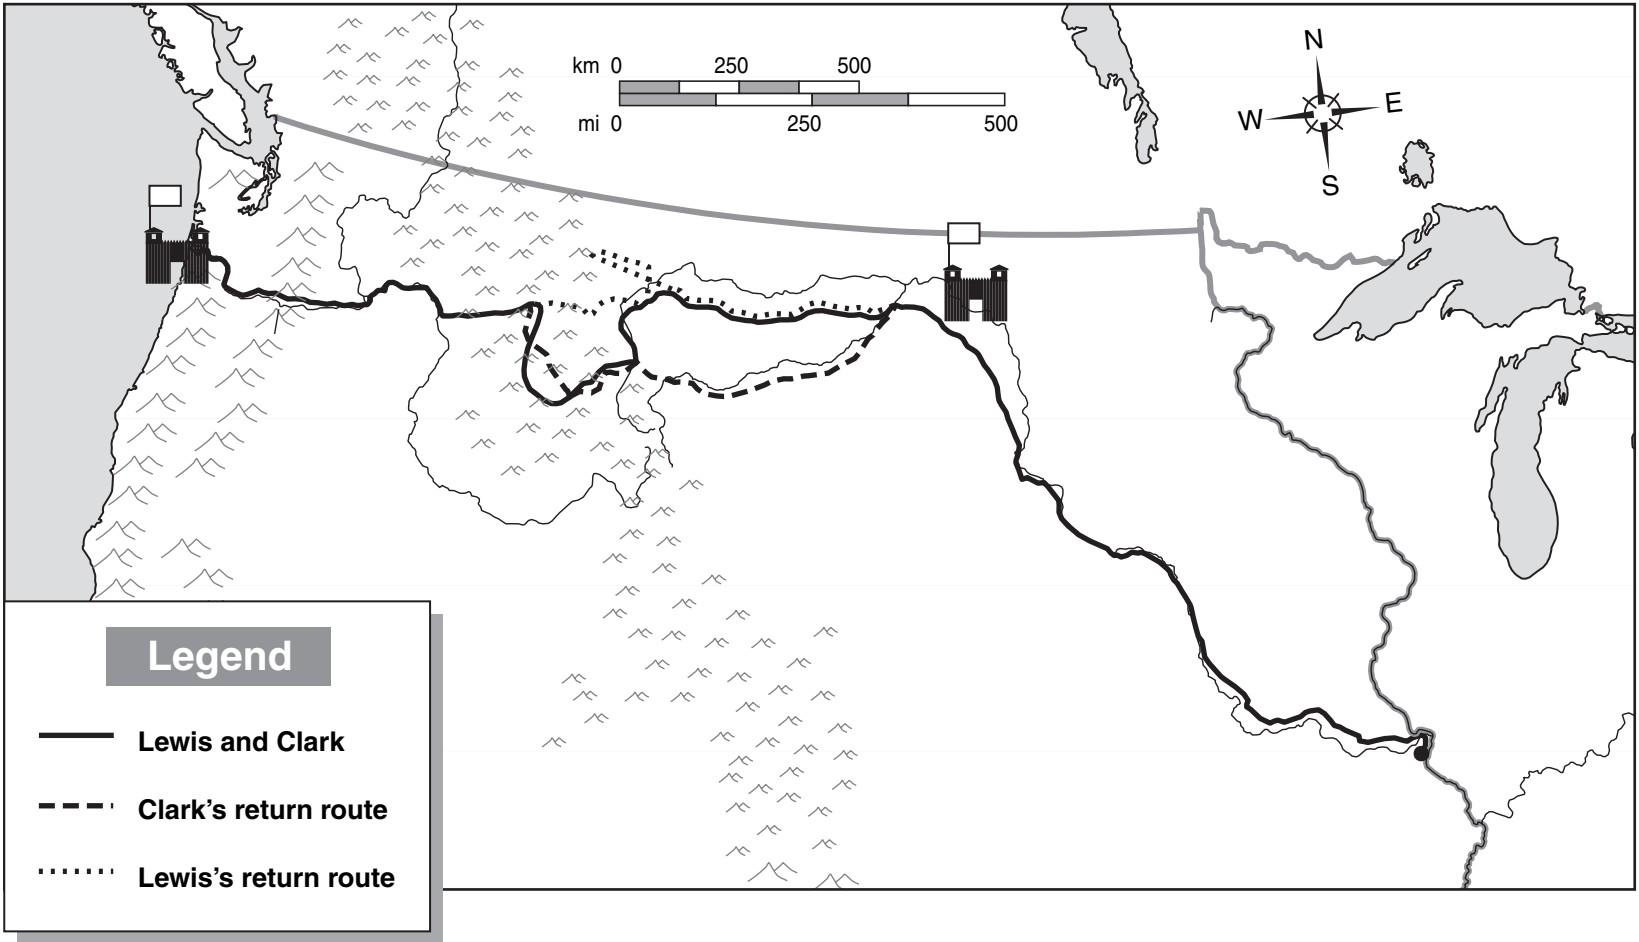 km 0 250 500
mi 0 250 500
N
W E
S
Legend
Lewis and Clark
Clark's return route
Lewis's return route